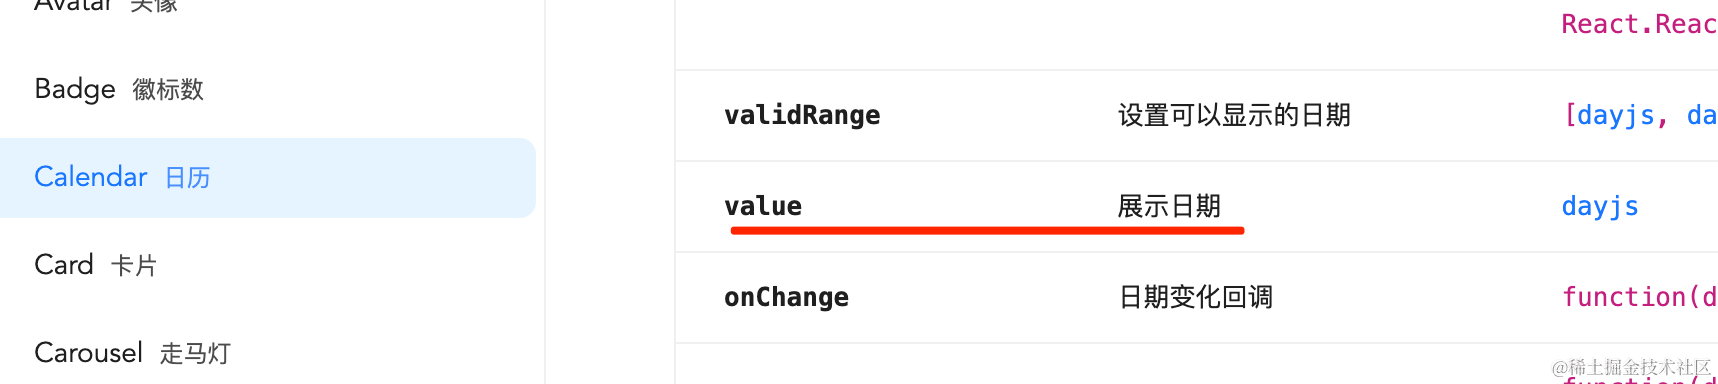 Avatar 头像
Badge 徽标数
Calendar 日历
Card 卡片
Carousel 走马灯
React.Reac
validRange 设置可以显示的日期 [dayjs, da
value 展示日期 dayjs
onChange 日期变化回调 function(d
function(d
@稀土掘金技术社区